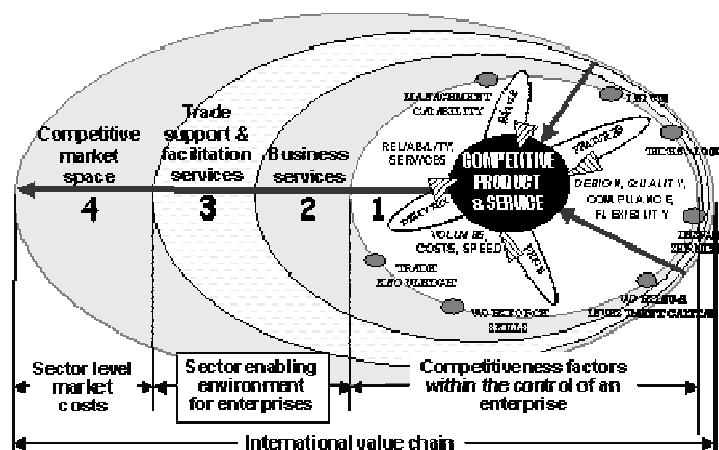 Competitive
market
space
4
Trade
support &
facilitation
services
3
Business
services
2
1
MANAGEMENT
CAPABILITY
RELIABILITY,
SERVICES
COMPETITIVE
PRODUCT
& SERVICE
DESIGN, QUALITY,
COMPLIANCE,
FLEXIBILITY
VOLUMES
COSTS, SPEED
PRICE
TRADE
KNOWLEDGE
WORKFORCE
SKILLS
Sector level
market
costs
Sector enabling
environment
for enterprises
Competitiveness factors
within the control of an
enterprise
International value chain